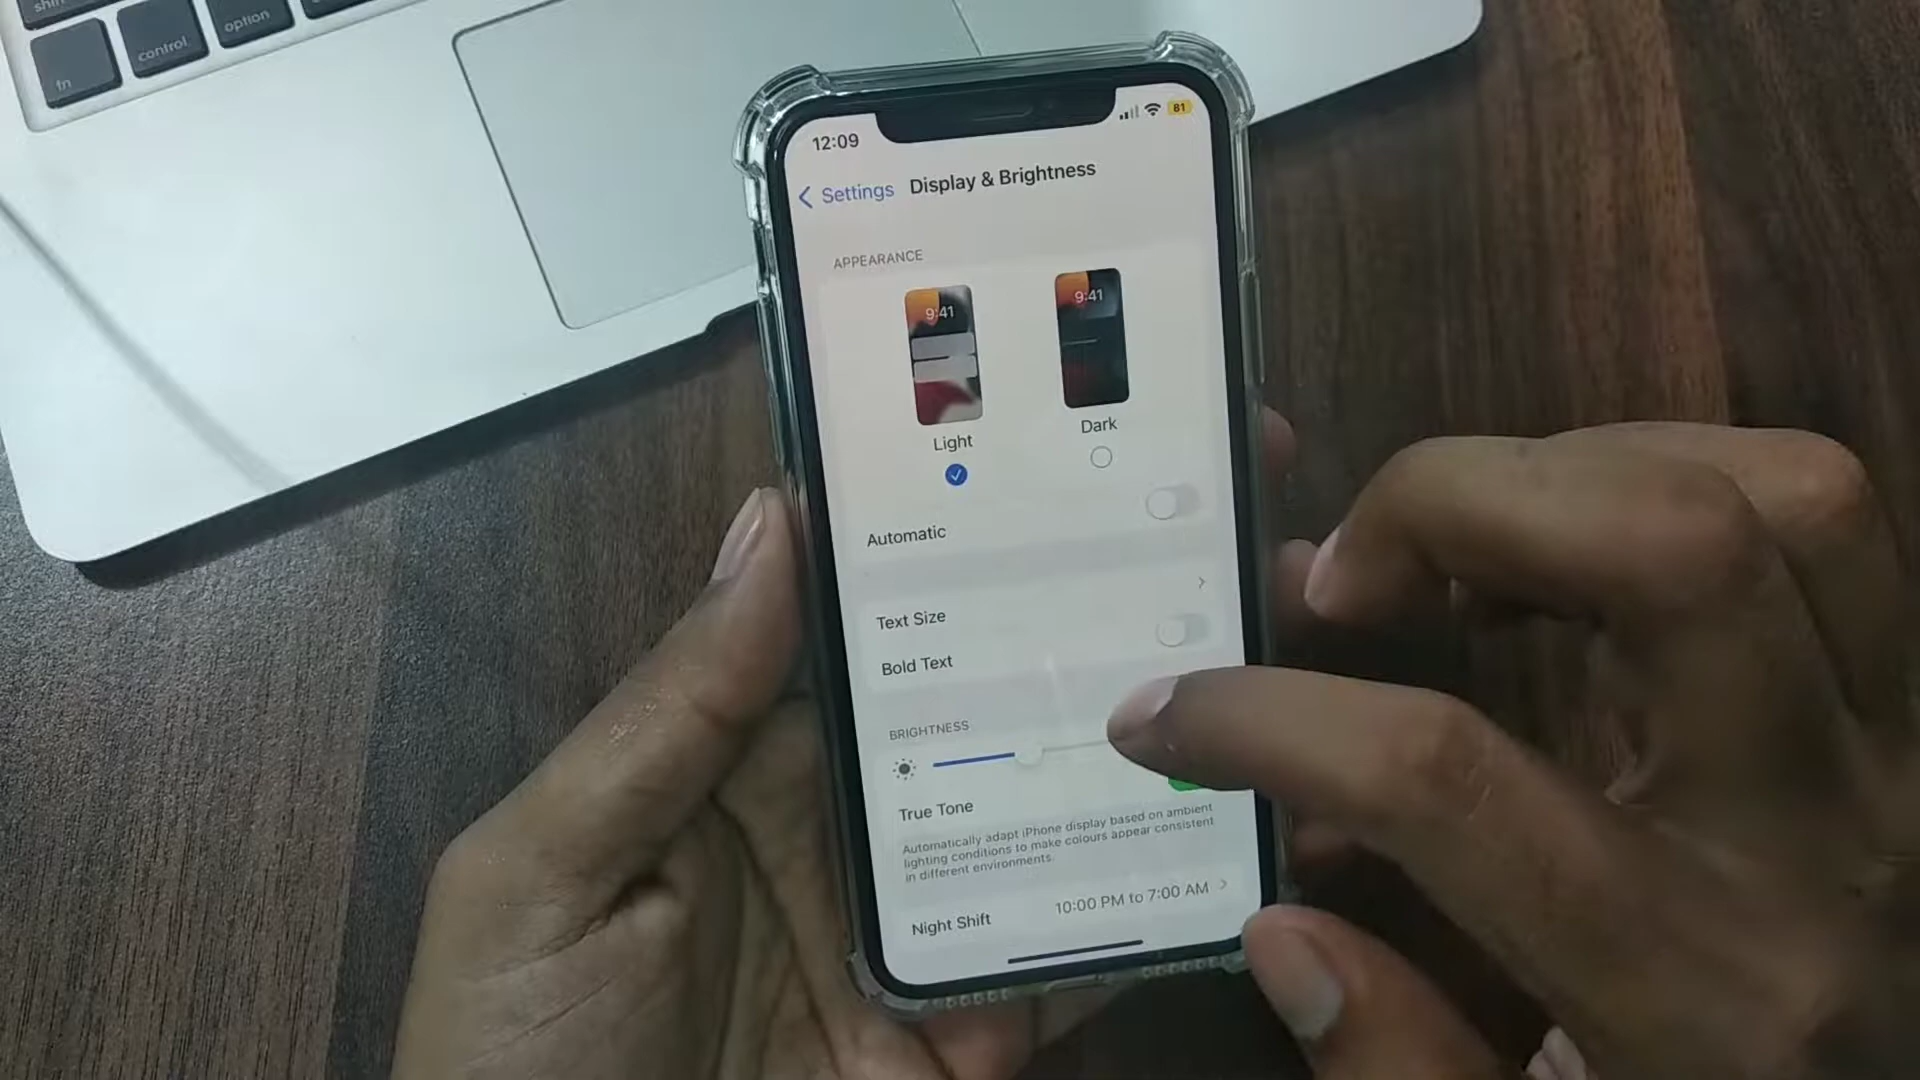 shift
fn
control
option
12:09
81
Settings
Display & Brightness
APPEARANCE
9:41
9:41
Light
Dark
Automatic
Text Size
Bold Text
BRIGHTNESS
True Tone
Automatically adapt iPhone display based on ambient
lighting conditions to make colours appear consistent
in different environments.
Night Shift
10:00 PM to 7:00 AM